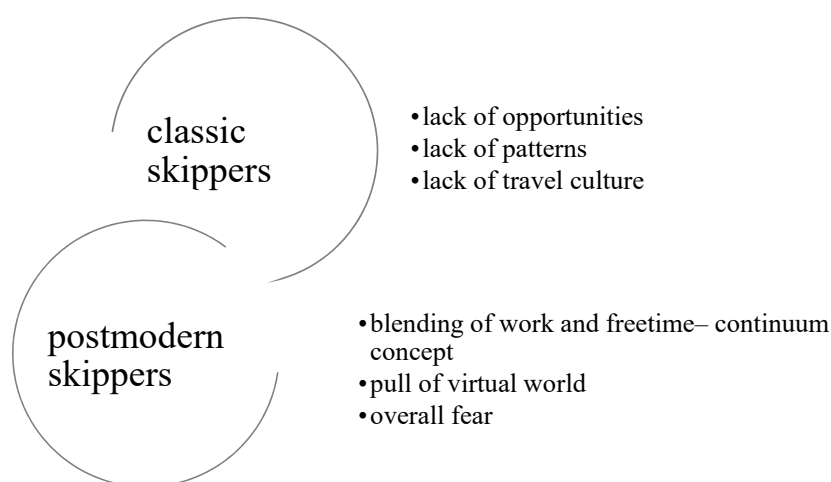 classic
skippers
•lack of opportunities
•lack of patterns
•lack of travel culture
postmodern
skippers
•blending of work and freetime– continuum
concept
•pull of virtual world
•overall fear